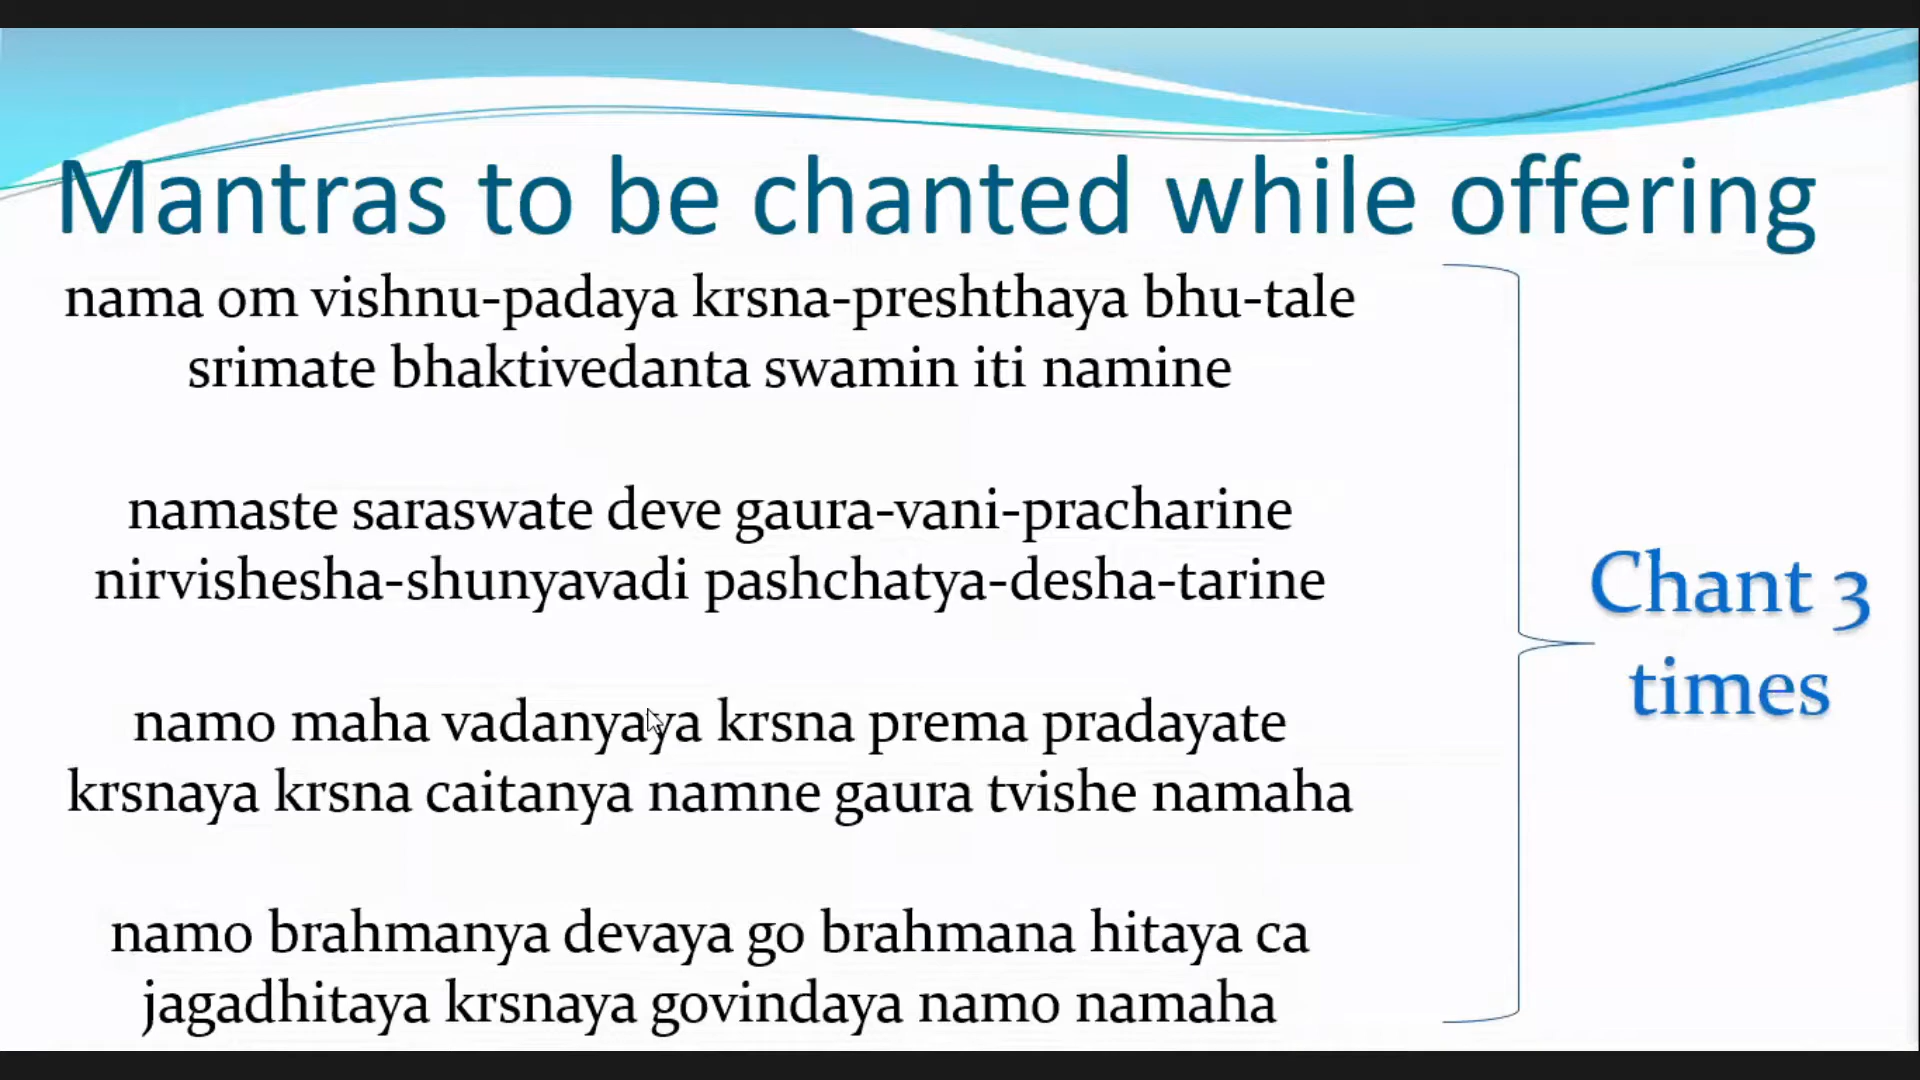 Mantras to be chanted while offering
nama om vishnu-padaya krsna-preshthaya bhu-tale
srimate bhaktivedanta swamin iti namine
namaste saraswate deve gaura-vani-pracharine
nirvishesha-shunyavadi pashchatya-desha-tarine
namo maha vadanyaya krsna prema pradayate
krsnaya krsna caitanya namne gaura tvishe namaha
namo brahmanya devaya go brahmana hitaya ca
jagadhitaya krsnaya govindaya namo namaha
Chant 3
times